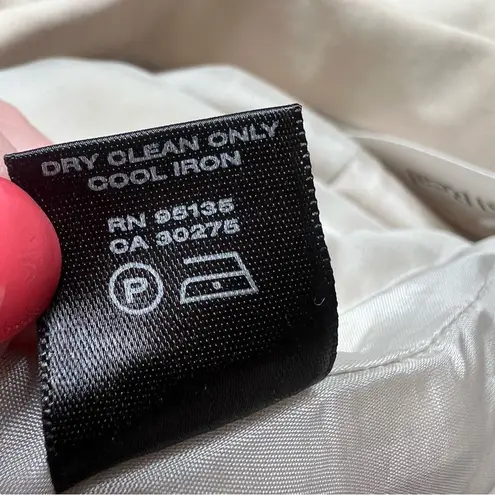 DRY CLEAN ONLY
COOL IRON
RN 95135
CA 30275
P